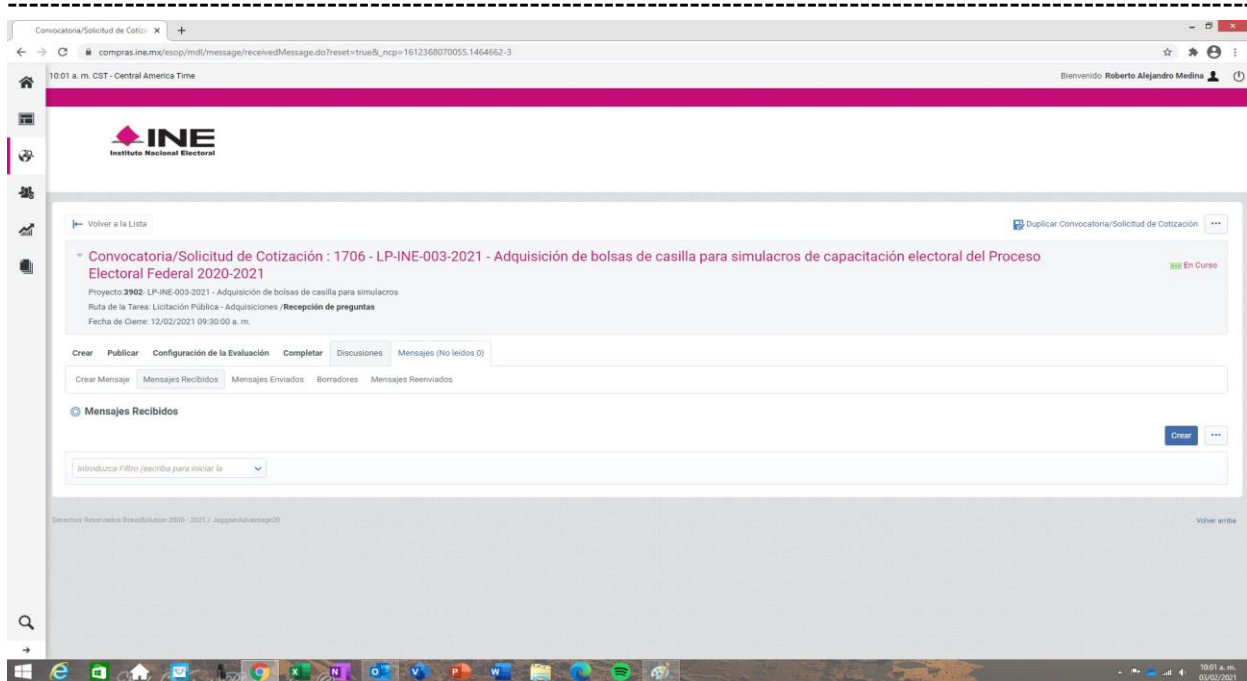 Convocatoria/Solicitud de Cotiz
compras.ine.mx/esop/mdl/message/receivedMessage.do?reset=true&_ncp=1612368070055.1464662-3
10:01 a. m. CST - Central America Time
Bienvenido Roberto Alejandro Medina
INE
Instituto Nacional Electoral
Volver a la Lista
Duplicar Convocatoria/Solicitud de Cotización
Convocatoria/Solicitud de Cotización : 1706 - LP-INE-003-2021 - Adquisición de bolsas de casilla para simulacros de capacitación electoral del Proceso
Electoral Federal 2020-2021
En Curso
Proyecto:3902- LP-INE-003-2021 - Adquisición de bolsas de casilla para simulacros
Ruta de la Tarea: Licitación Pública - Adquisiciones /Recepción de preguntas
Fecha de Cierre: 12/02/2021 09:30:00 a. m.
Crear Publicar Configuración de la Evaluación Completar Discusiones Mensajes (No leídos 0)
Crear Mensaje Mensajes Recibidos Mensajes Enviados Borradores Mensajes Reenviados
Mensajes Recibidos
Crear
Introduzca Filtro (escriba para iniciar la
Derechos Reservados BravoSolution 2000 - 2021 /
Volver arriba
10:01 a. m.
03/02/2021